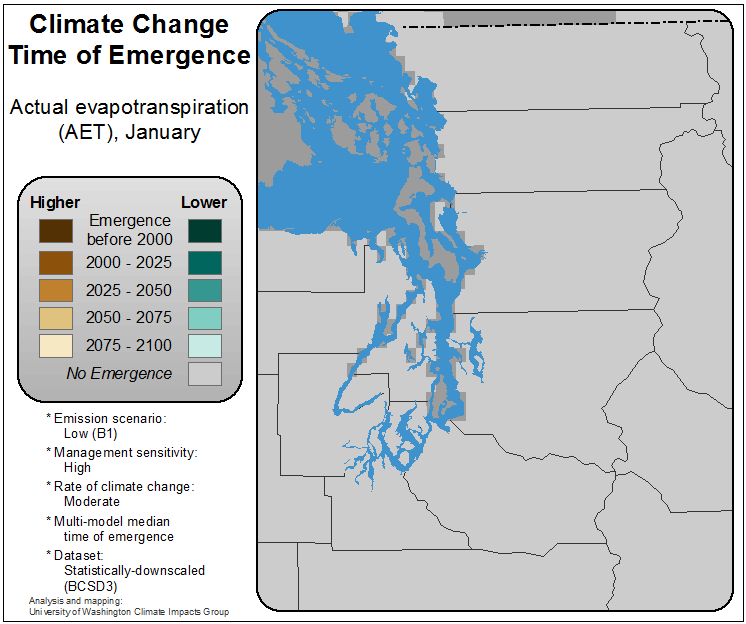 Climate Change
Time of Emergence
Actual evapotranspiration
(AET), January
Higher
Lower
Emergence
before 2000
2000 - 2025
2025 - 2050
2050 - 2075
2075 - 2100
No Emergence
* Emission scenario:
Low (B1)
* Management sensitivity:
High
* Rate of climate change:
Moderate
* Multi-model median
time of emergence
* Dataset:
Statistically-downscaled
(BCSD3)
Analysis and mapping:
University of Washington Climate Impacts Group